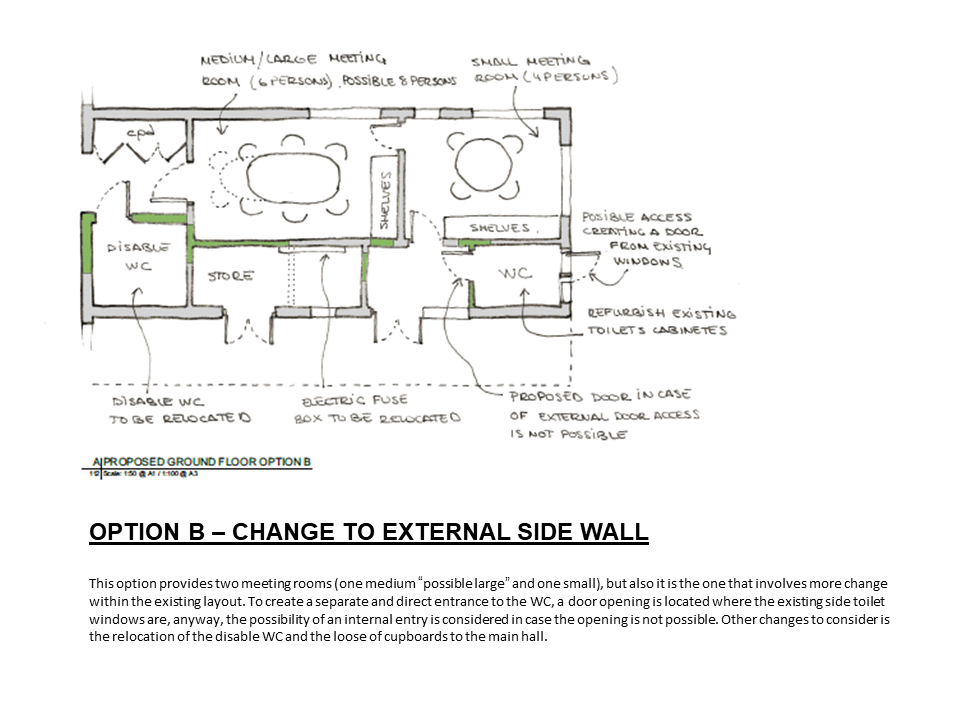 MEDIUM/LARGE MEETING
ROOM (6 PERSONS). POSSIBLE 8 PERSONS
SMALL MEETING
ROOM (4 PERSONS)
cpd
SHELVES
SHELVES.
DISABLE
WC
STORE
WC
POSIBLE ACCESS
CREATING A DOOR
FROM EXISTING
WINDOWS
REFURBISH EXISTING
TOILETS CABINETES
DISABLE WC
TO BE RELOCATED
ELECTRIC FUSE
BOX TO BE RELOCATED
PROPOSED DOOR IN CASE
OF EXTERNAL DOOR ACCESS
IS NOT POSSIBLE
A PROPOSED GROUND FLOOR OPTION B
1:2 Scale: 1:50 @ A1 / 1:100 @ A3
OPTION B – CHANGE TO EXTERNAL SIDE WALL
This option provides two meeting rooms (one medium “possible large” and one small), but also it is the one that involves more change
within the existing layout. To create a separate and direct entrance to the WC, a door opening is located where the existing side toilet
windows are, anyway, the possibility of an internal entry is considered in case the opening is not possible. Other changes to consider is
the relocation of the disable WC and the loose of cupboards to the main hall.